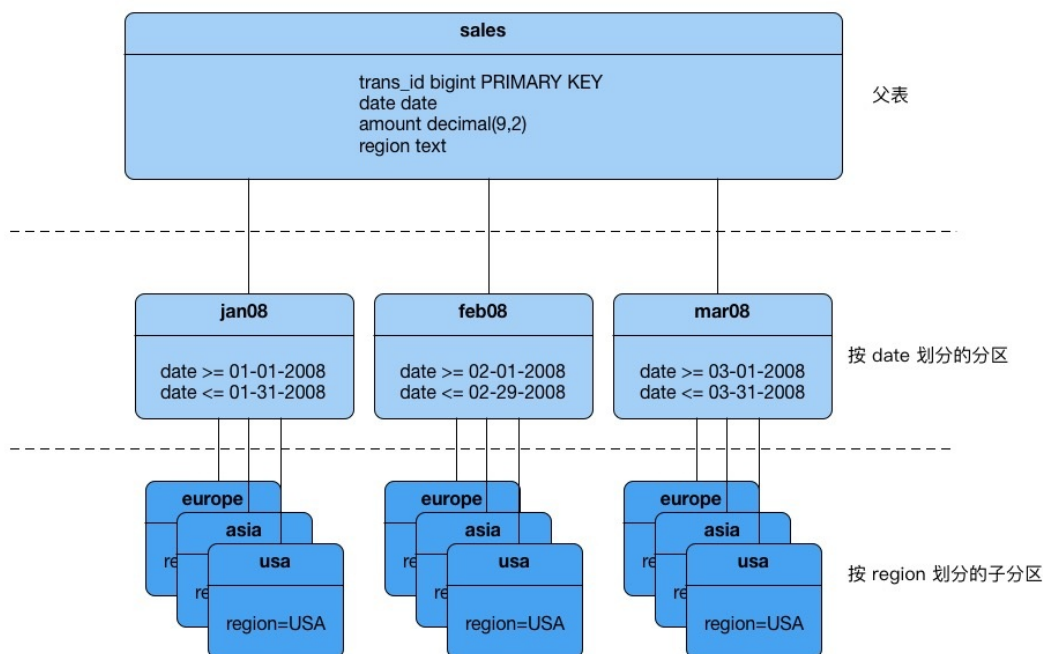 sales
trans_id bigint PRIMARY KEY
date date
amount decimal(9,2)
region text
父表
jan08
date >= 01-01-2008
date <= 01-31-2008
feb08
date >= 02-01-2008
date <= 02-29-2008
mar08
date >= 03-01-2008
date <= 03-31-2008
按 date 划分的分区
europe
asia
usa
region=USA
europe
asia
usa
region=USA
europe
asia
usa
region=USA
按 region 划分的子分区